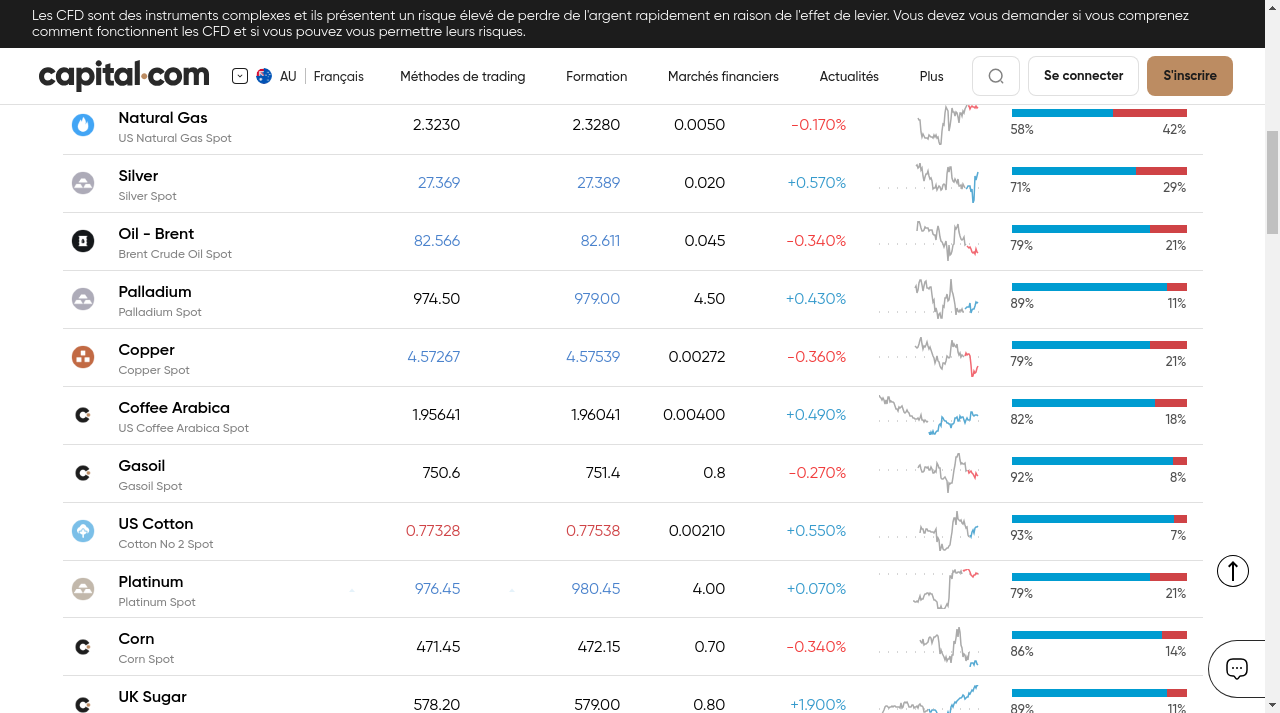 Les CFD sont des instruments complexes et ils présentent un risque élevé de perdre de l'argent rapidement en raison de l'effet de levier. Vous devez vous demander si vous comprenez
comment fonctionnent les CFD et si vous pouvez vous permettre leurs risques.
capital.com AU Français Méthodes de trading Formation Marchés financiers Actualités Plus Se connecter S'inscrire
Natural Gas
US Natural Gas Spot
2.3230 2.3280 0.0050 -0.170% 58% 42%
Silver
Silver Spot
27.369 27.389 0.020 +0.570% 71% 29%
Oil - Brent
Brent Crude Oil Spot
82.566 82.611 0.045 -0.340% 79% 21%
Palladium
Palladium Spot
974.50 979.00 4.50 +0.430% 89% 11%
Copper
Copper Spot
4.57267 4.57539 0.00272 -0.360% 79% 21%
Coffee Arabica
US Coffee Arabica Spot
1.95641 1.96041 0.00400 +0.490% 82% 18%
Gasoil
Gasoil Spot
750.6 751.4 0.8 -0.270% 92% 8%
US Cotton
Cotton No 2 Spot
0.77328 0.77538 0.00210 +0.550% 93% 7%
Platinum
Platinum Spot
976.45 980.45 4.00 +0.070% 79% 21%
Corn
Corn Spot
471.45 472.15 0.70 -0.340% 86% 14%
UK Sugar
578.20 579.00 0.80 +1.900% 89% 11%